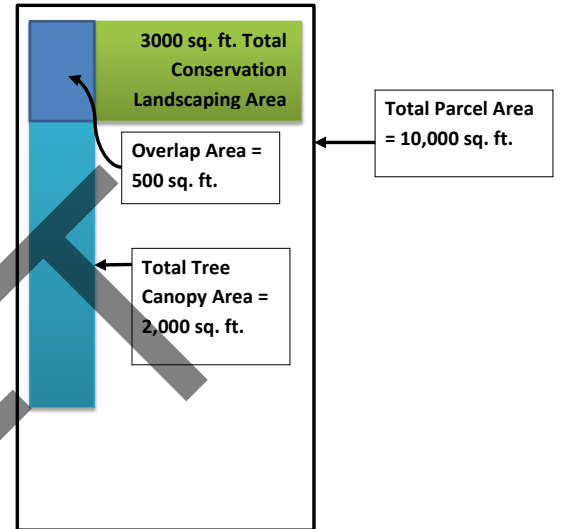 3000 sq. ft. Total
Conservation
Landscaping Area
Total Parcel Area
= 10,000 sq. ft.
Overlap Area =
500 sq. ft.
Total Tree
Canopy Area =
2,000 sq. ft.